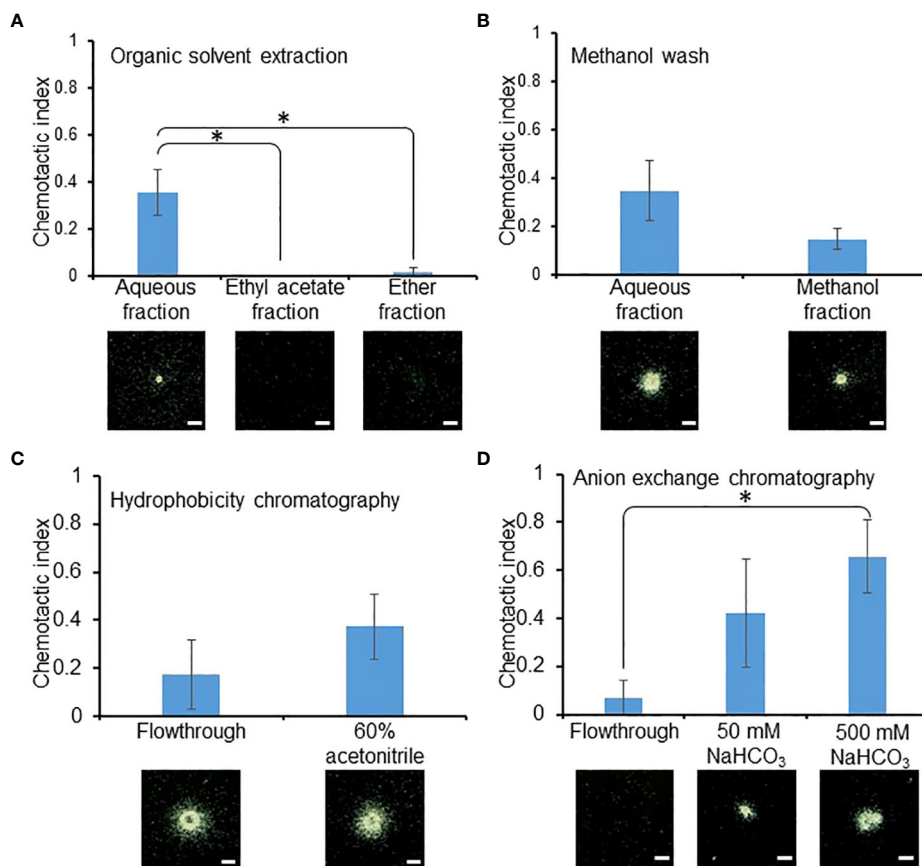 A
Organic solvent extraction
Chemotactic index
1
0.8
0.6
0.4
0.2
0
*
*
Aqueous fraction
Ethyl acetate fraction
Ether fraction
B
Methanol wash
Chemotactic index
1
0.8
0.6
0.4
0.2
0
Aqueous fraction
Methanol fraction
C
Hydrophobicity chromatography
Chemotactic index
1
0.8
0.6
0.4
0.2
0
Flowthrough
60% acetonitrile
D
Anion exchange chromatography
Chemotactic index
1
0.8
0.6
0.4
0.2
0
*
Flowthrough
50 mM NaHCO₃
500 mM NaHCO₃